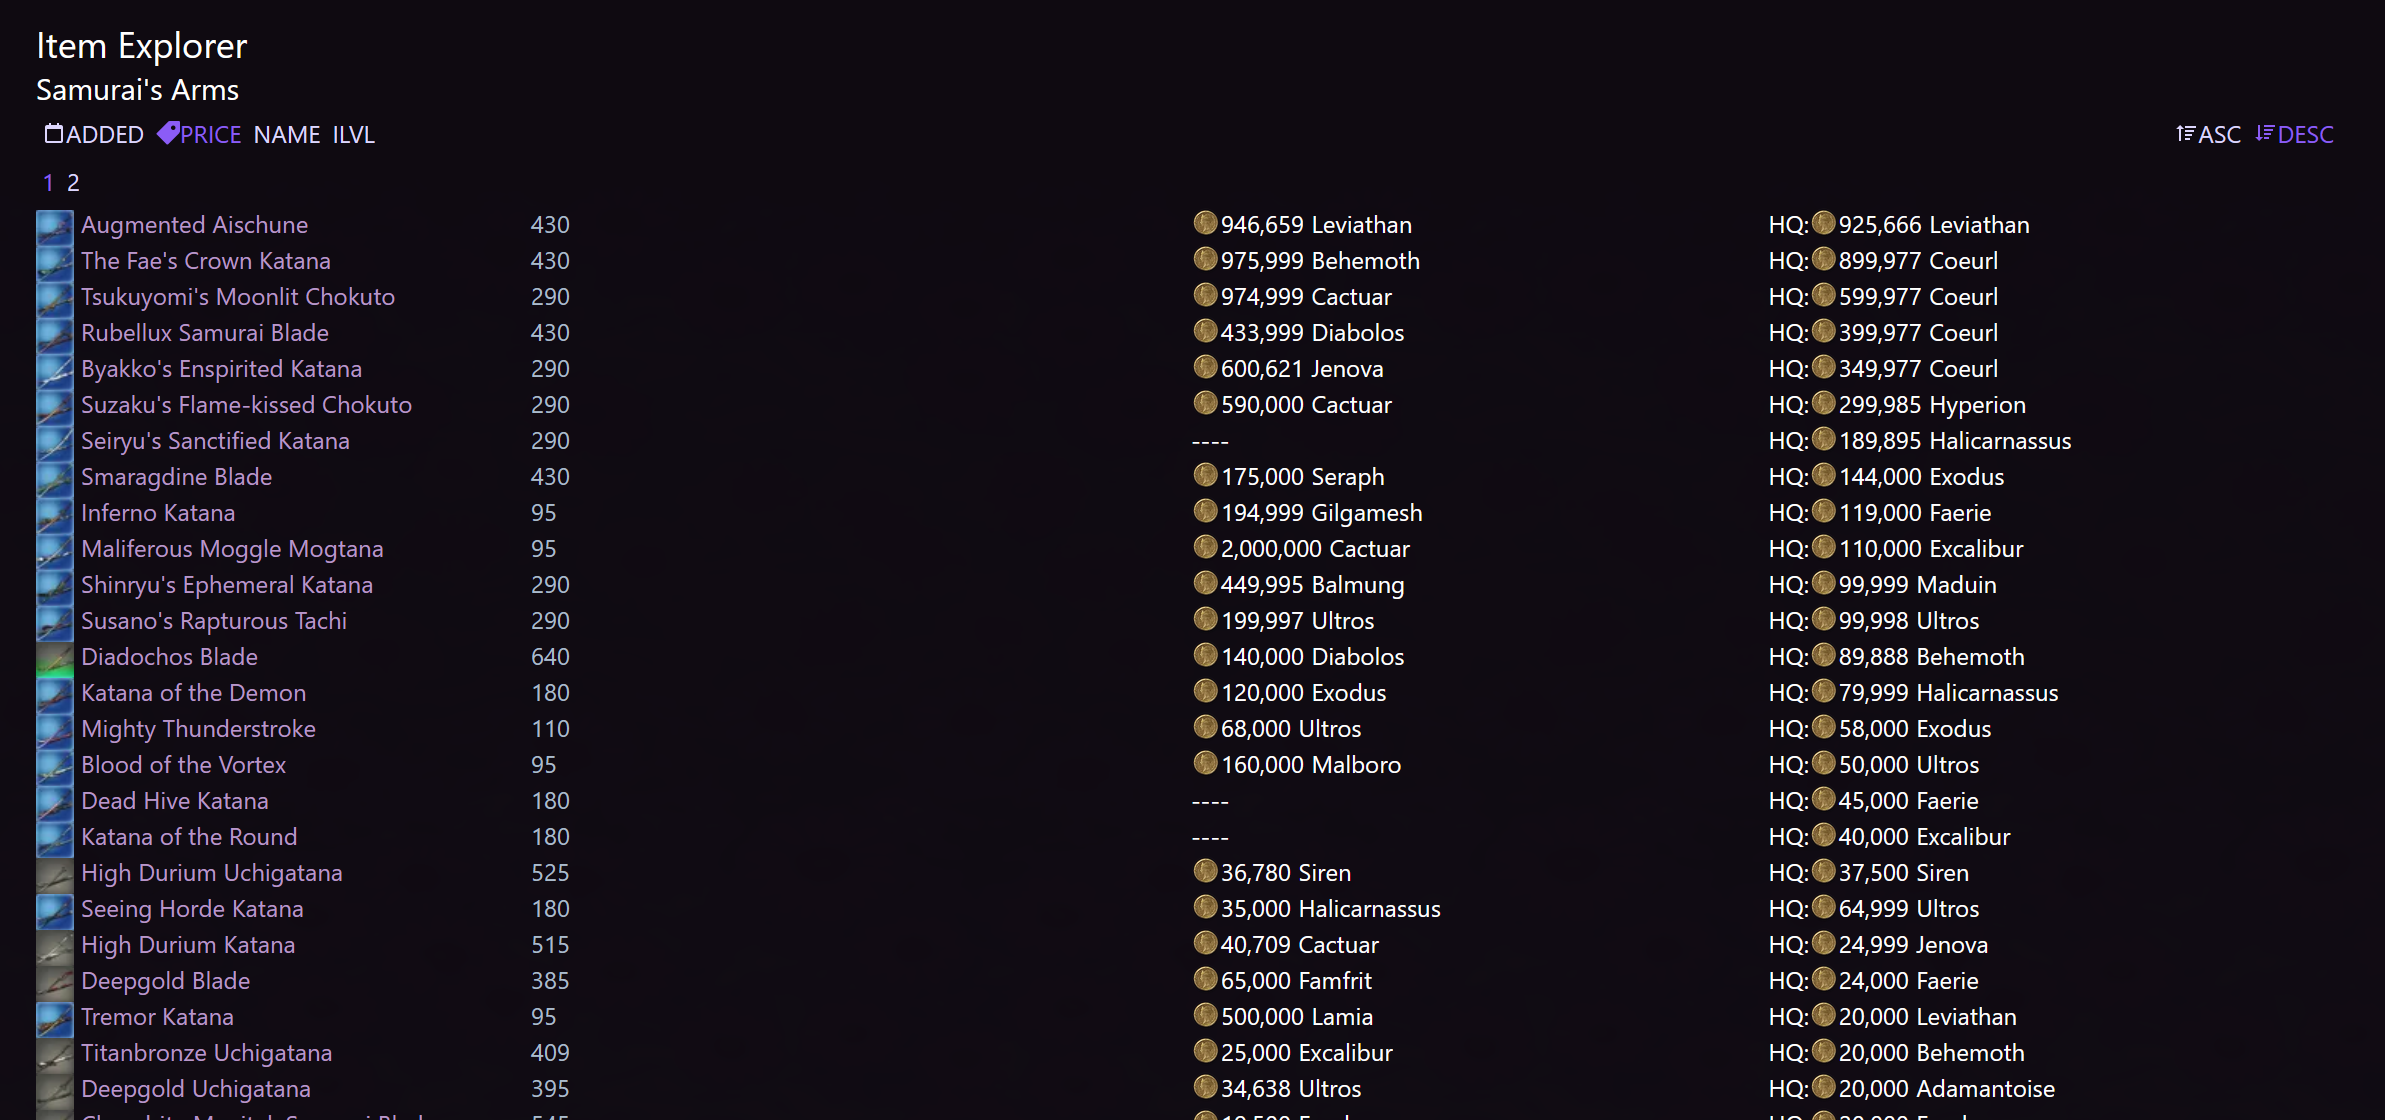 Item Explorer
Samurai's Arms
ADDED PRICE NAME ILVL ASC DESC
1 2
Augmented Aischune 430 946,659 Leviathan HQ: 925,666 Leviathan
The Fae's Crown Katana 430 975,999 Behemoth HQ: 899,977 Coeurl
Tsukuyomi's Moonlit Chokuto 290 974,999 Cactuar HQ: 599,977 Coeurl
Rubellux Samurai Blade 430 433,999 Diabolos HQ: 399,977 Coeurl
Byakko's Enspirited Katana 290 600,621 Jenova HQ: 349,977 Coeurl
Suzaku's Flame-kissed Chokuto 290 590,000 Cactuar HQ: 299,985 Hyperion
Seiryu's Sanctified Katana 290 ---- HQ: 189,895 Halicarnassus
Smaragdine Blade 430 175,000 Seraph HQ: 144,000 Exodus
Inferno Katana 95 194,999 Gilgamesh HQ: 119,000 Faerie
Maliferous Moggle Mogtana 95 2,000,000 Cactuar HQ: 110,000 Excalibur
Shinryu's Ephemeral Katana 290 449,995 Balmung HQ: 99,999 Maduin
Susano's Rapturous Tachi 290 199,997 Ultros HQ: 99,998 Ultros
Diadochos Blade 640 140,000 Diabolos HQ: 89,888 Behemoth
Katana of the Demon 180 120,000 Exodus HQ: 79,999 Halicarnassus
Mighty Thunderstroke 110 68,000 Ultros HQ: 58,000 Exodus
Blood of the Vortex 95 160,000 Malboro HQ: 50,000 Ultros
Dead Hive Katana 180 ---- HQ: 45,000 Faerie
Katana of the Round 180 ---- HQ: 40,000 Excalibur
High Durium Uchigatana 525 36,780 Siren HQ: 37,500 Siren
Seeing Horde Katana 180 35,000 Halicarnassus HQ: 64,999 Ultros
High Durium Katana 515 40,709 Cactuar HQ: 24,999 Jenova
Deepgold Blade 385 65,000 Famfrit HQ: 24,000 Faerie
Tremor Katana 95 500,000 Lamia HQ: 20,000 Leviathan
Titanbronze Uchigatana 409 25,000 Excalibur HQ: 20,000 Behemoth
Deepgold Uchigatana 395 34,638 Ultros HQ: 20,000 Adamantoise